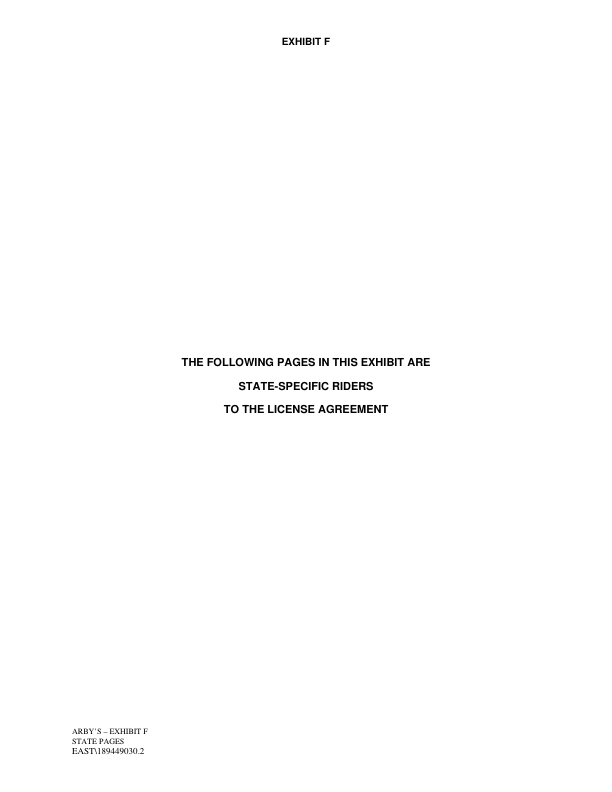 EXHIBIT F
THE FOLLOWING PAGES IN THIS EXHIBIT ARE
STATE-SPECIFIC RIDERS
TO THE LICENSE AGREEMENT
ARBY'S – EXHIBIT F
STATE PAGES
EAST\189449030.2